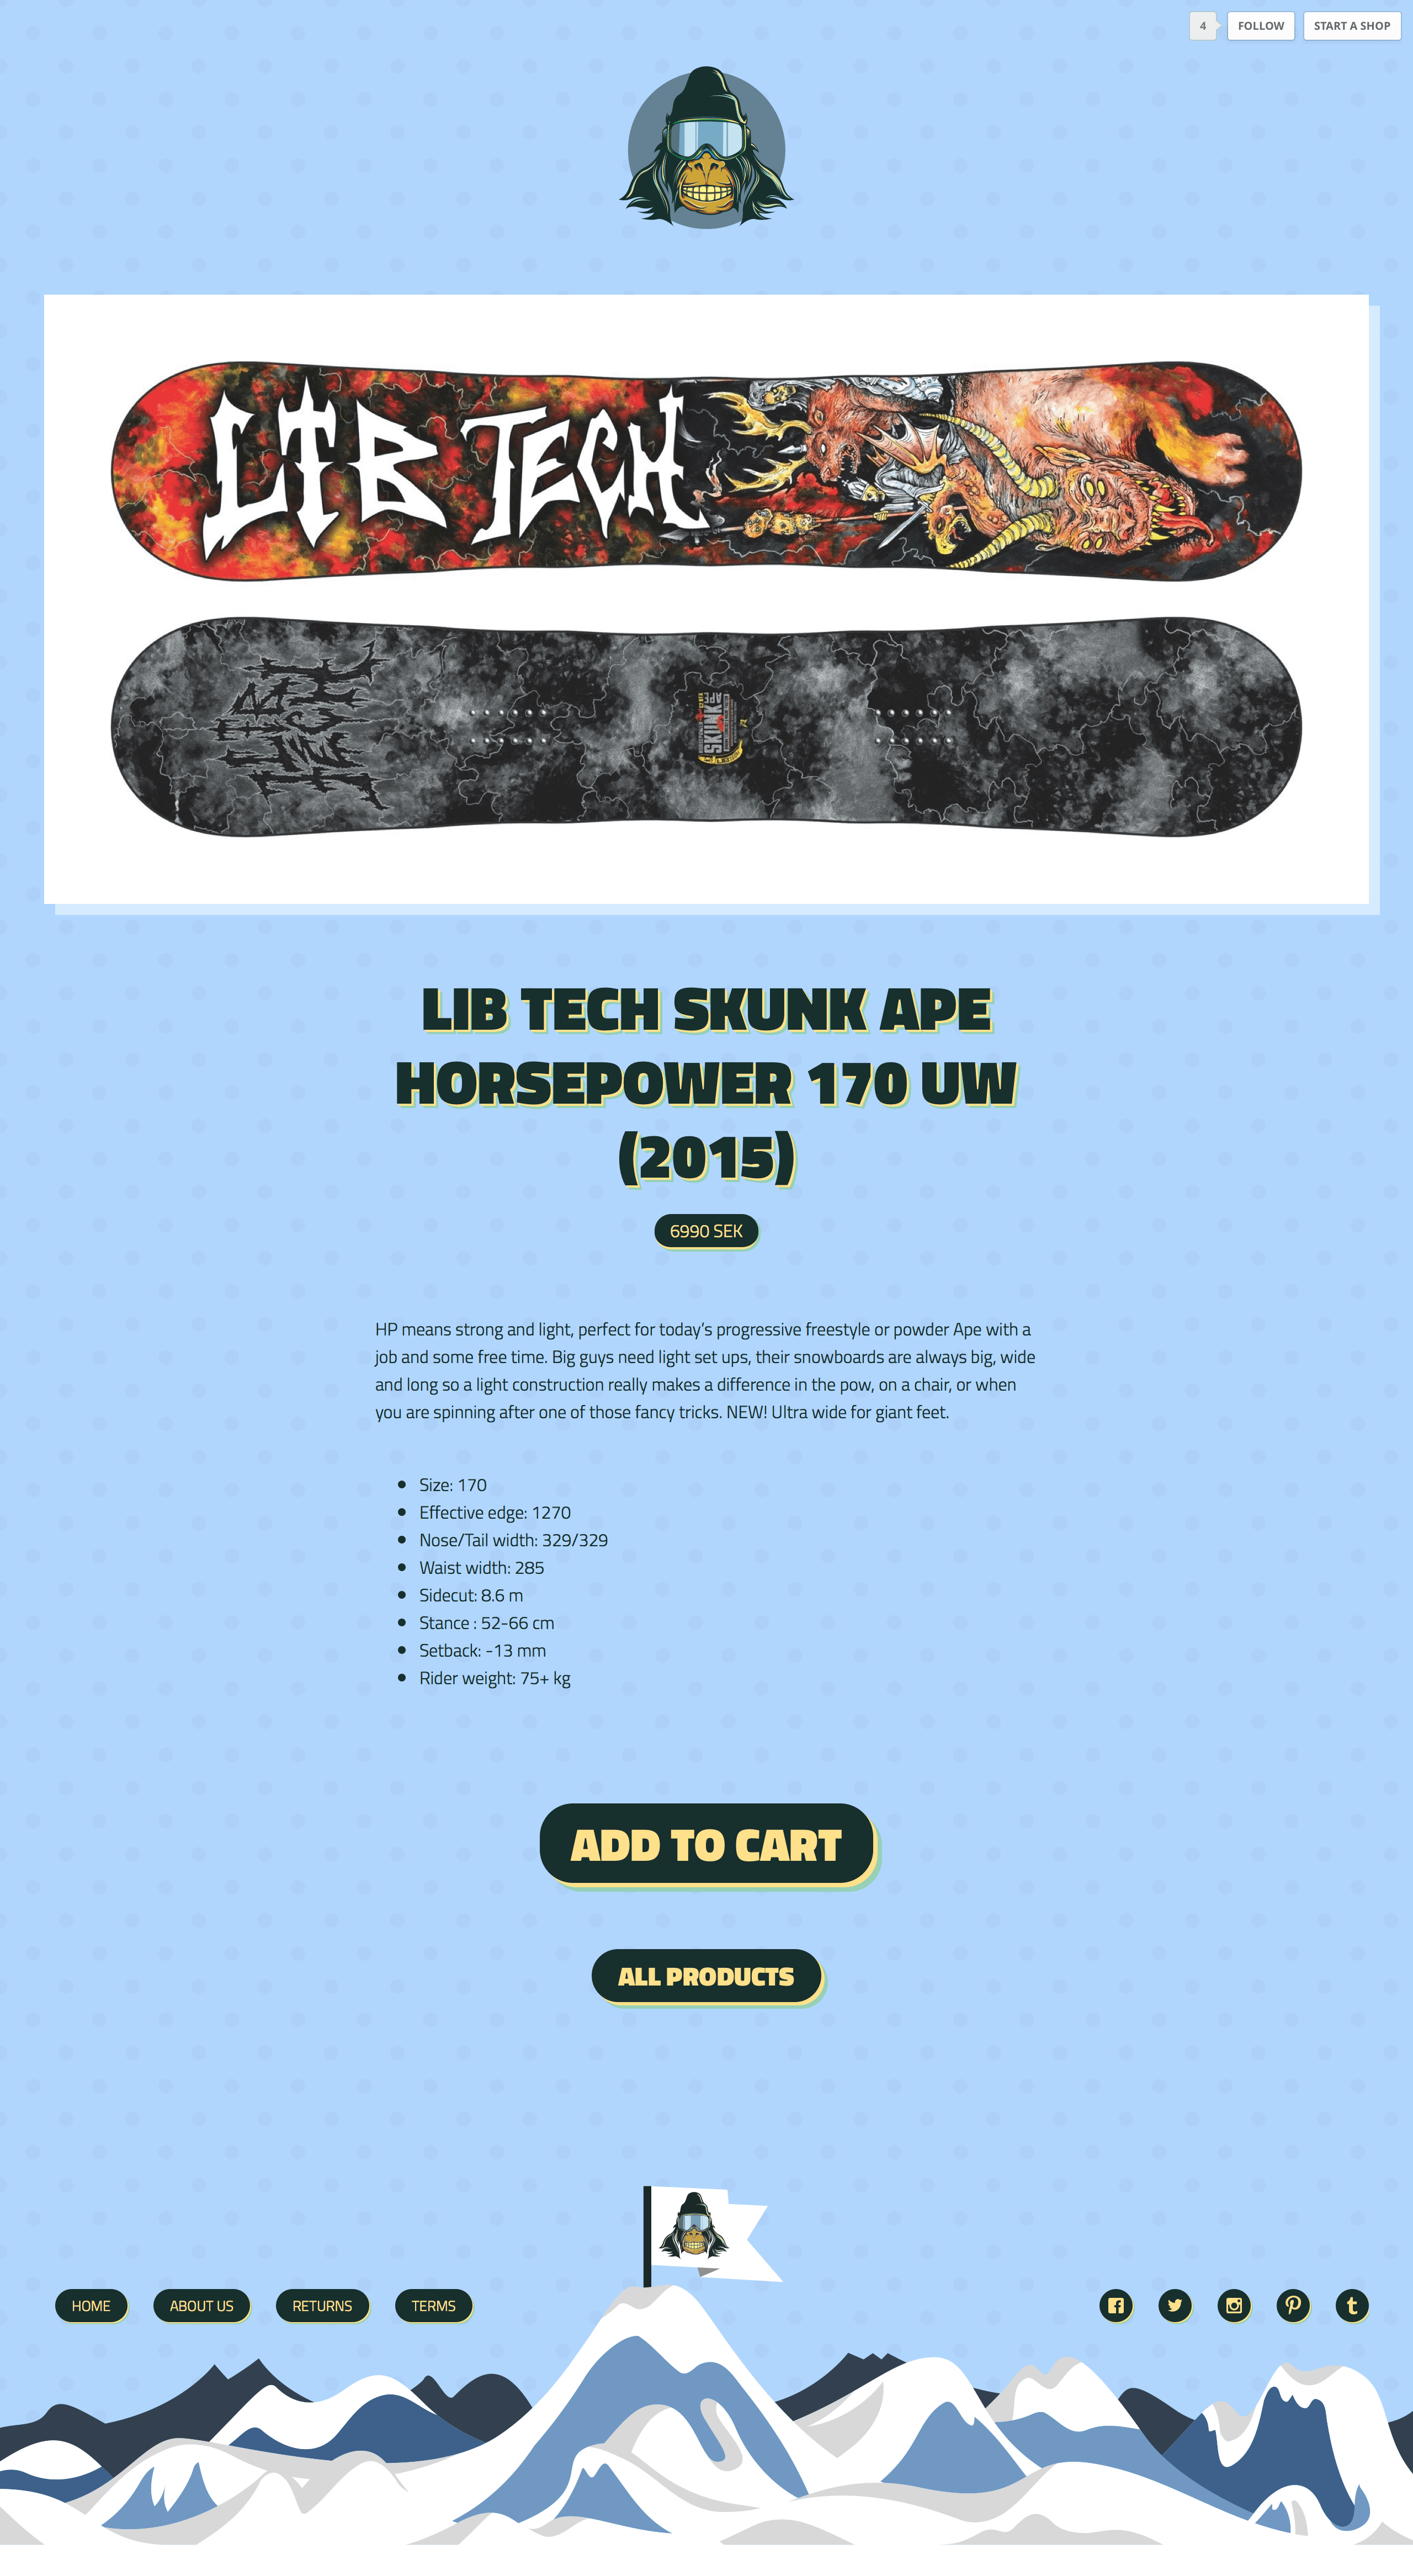 4
FOLLOW
START A SHOP
LIB TECH
LIB
TECH
SKUNK
APE
LIB TECH SKUNK APE
HORSEPOWER 170 UW
(2015)
6990 SEK
HP means strong and light, perfect for today’s progressive freestyle or powder Ape with a
job and some free time. Big guys need light set ups, their snowboards are always big, wide
and long so a light construction really makes a difference in the pow, on a chair, or when
you are spinning after one of those fancy tricks. NEW! Ultra wide for giant feet.
Size: 170
Effective edge: 1270
Nose/Tail width: 329/329
Waist width: 285
Sidecut: 8.6 m
Stance : 52-66 cm
Setback: -13 mm
Rider weight: 75+ kg
ADD TO CART
ALL PRODUCTS
HOME
ABOUT US
RETURNS
TERMS